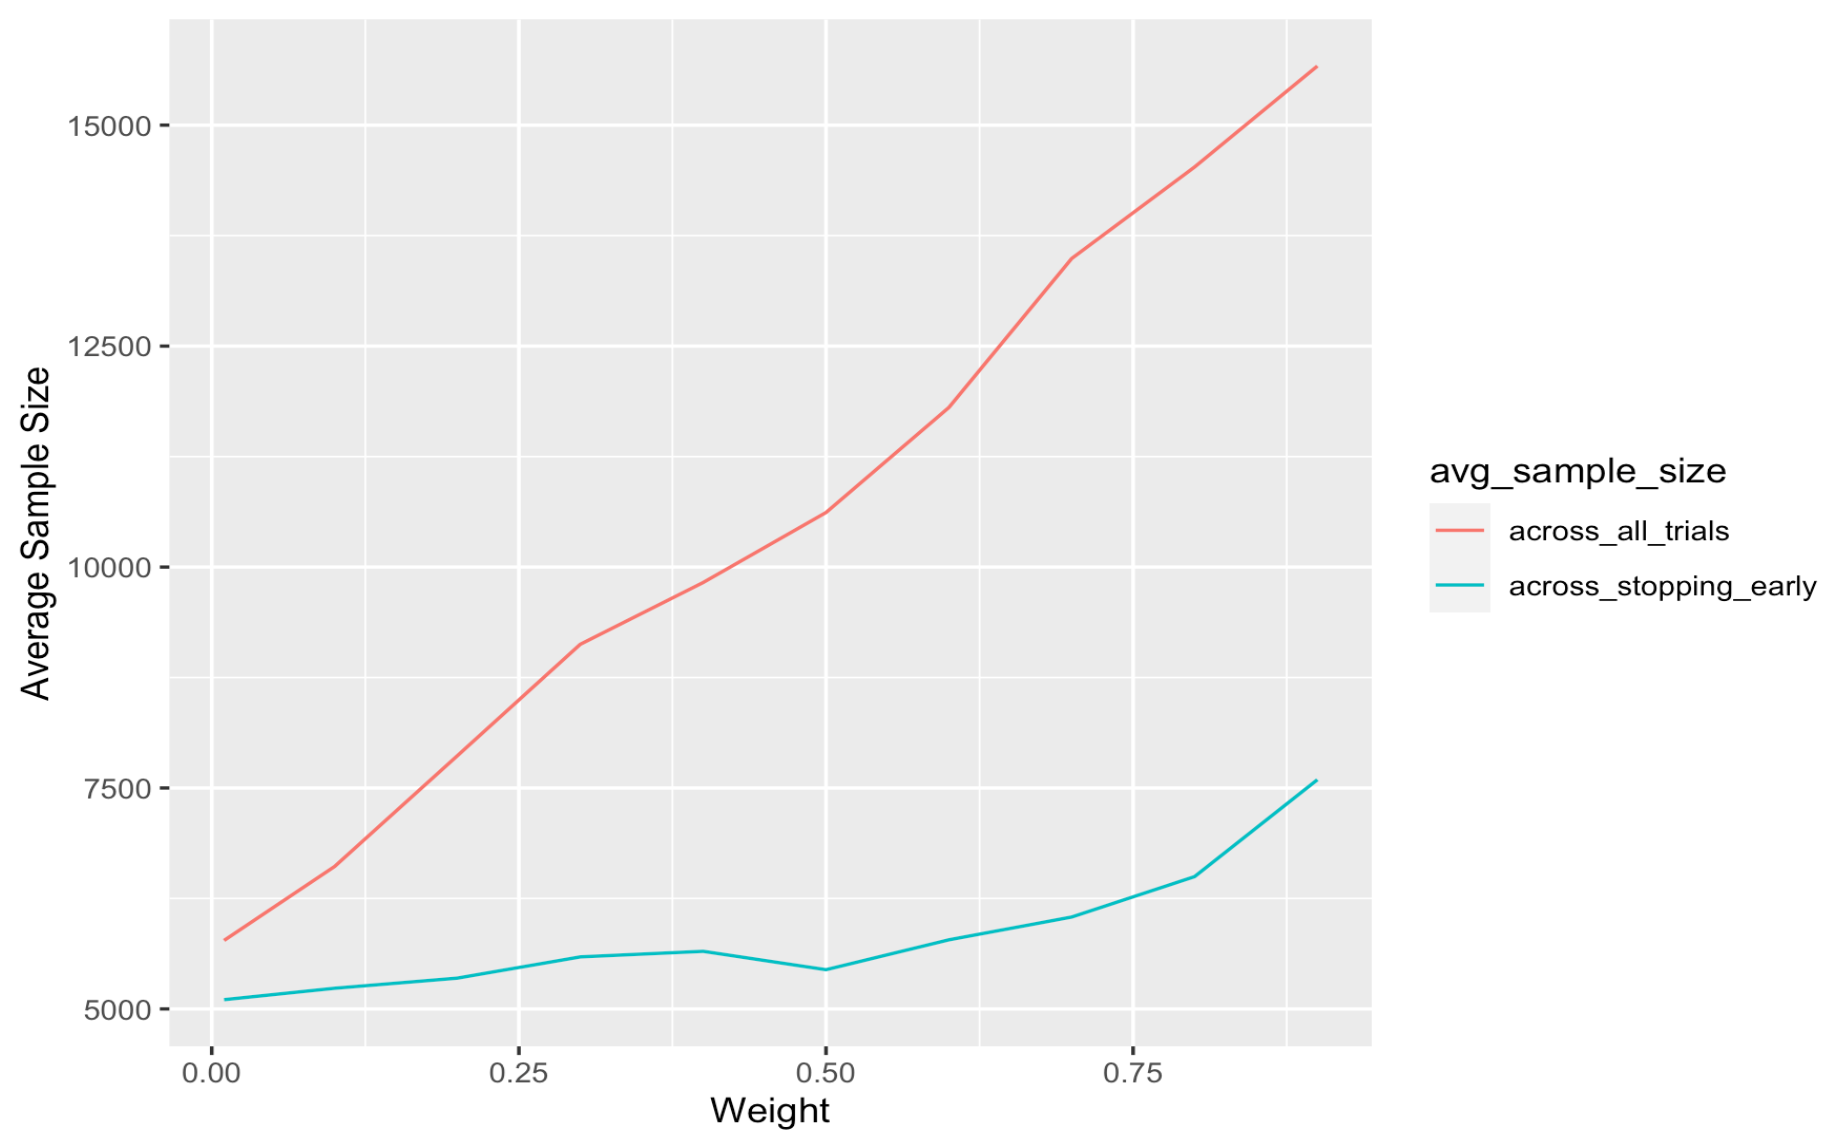 15000
12500
10000
7500
5000
Average Sample Size
0.00 0.25 0.50 0.75
Weight
avg_sample_size
across_all_trials
across_stopping_early